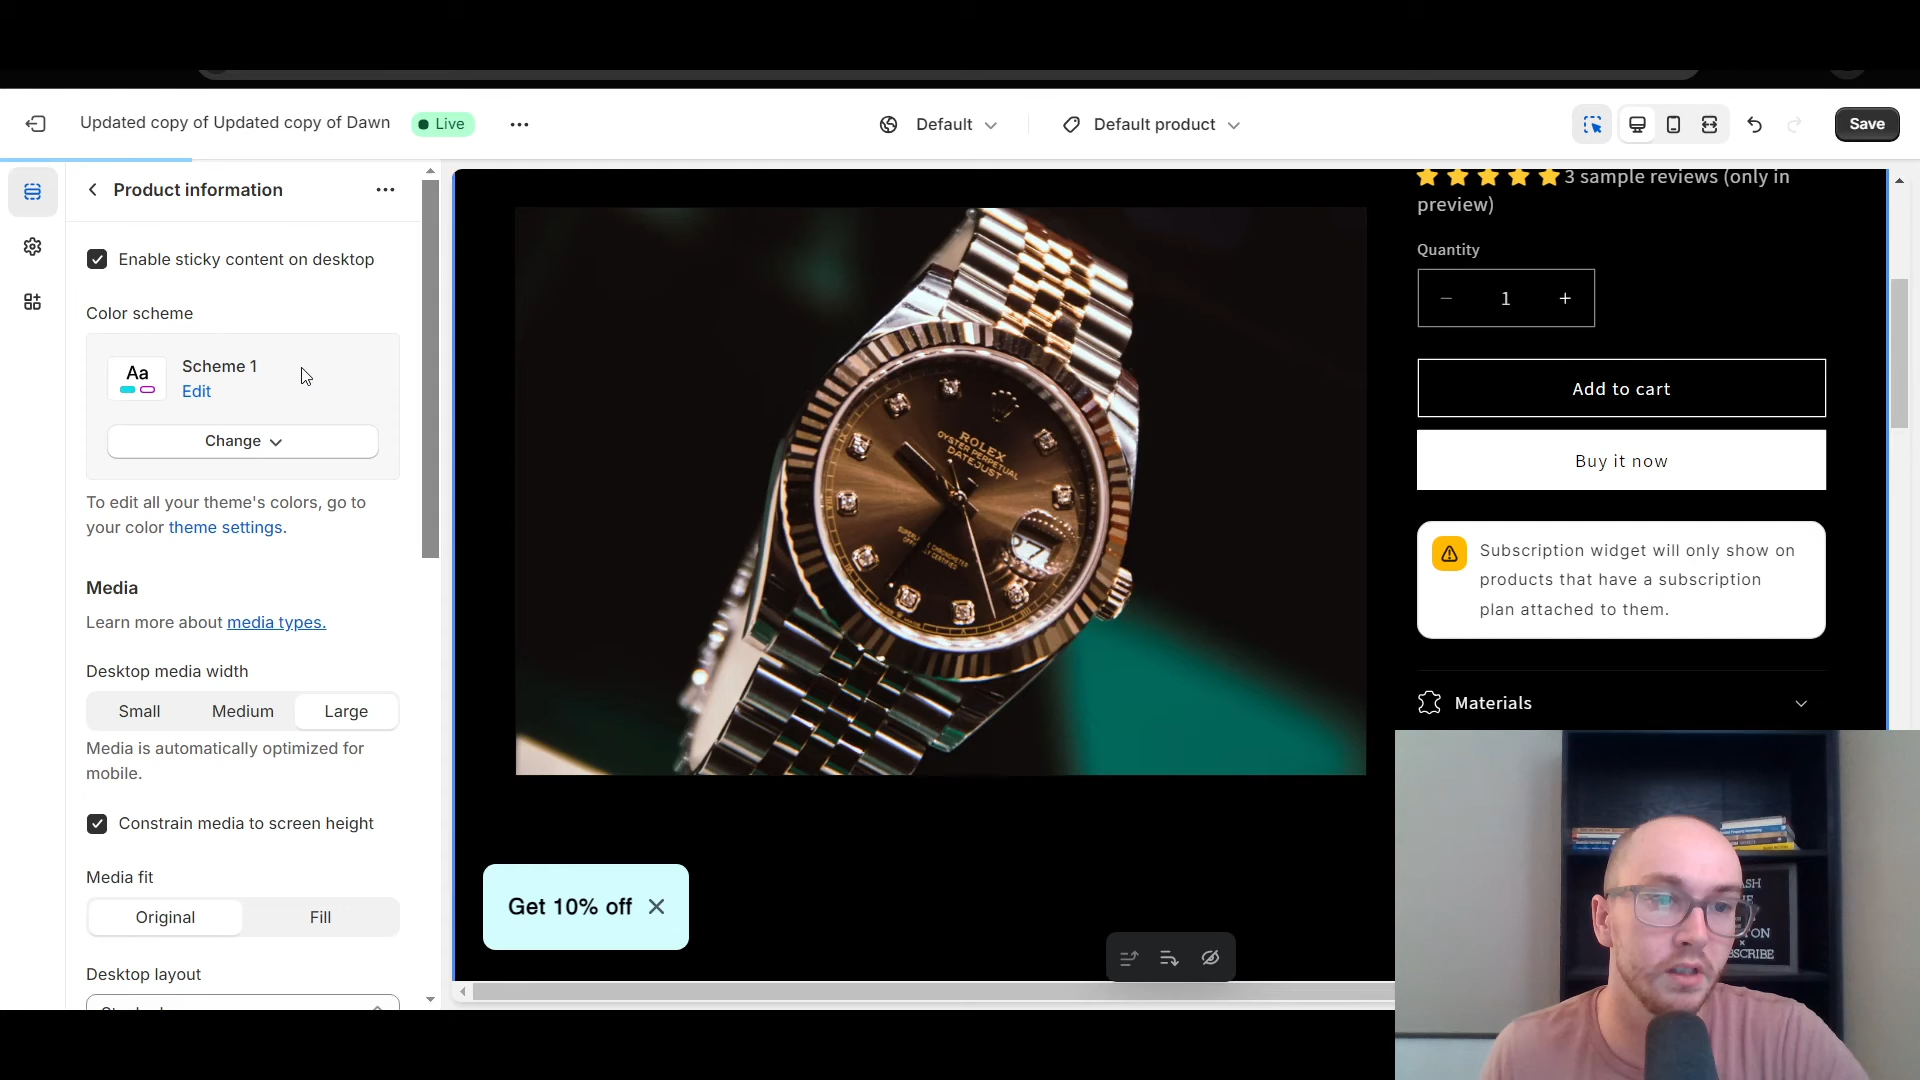 Updated copy of Updated copy of Dawn
Live
Default
Default product
Save
Product information
Enable sticky content on desktop
Color scheme
Aa
Scheme 1
Edit
Change
To edit all your theme's colors, go to
your color theme settings.
Media
Learn more about media types.
Desktop media width
Small Medium Large
Media is automatically optimized for
mobile.
Constrain media to screen height
Media fit
Original Fill
Desktop layout
ROLEX
OYSTER PERPETUAL
DATEJUST
Get 10% off
3 sample reviews (only in
preview)
Quantity
1
Add to cart
Buy it now
Subscription widget will only show on
products that have a subscription
plan attached to them.
Materials